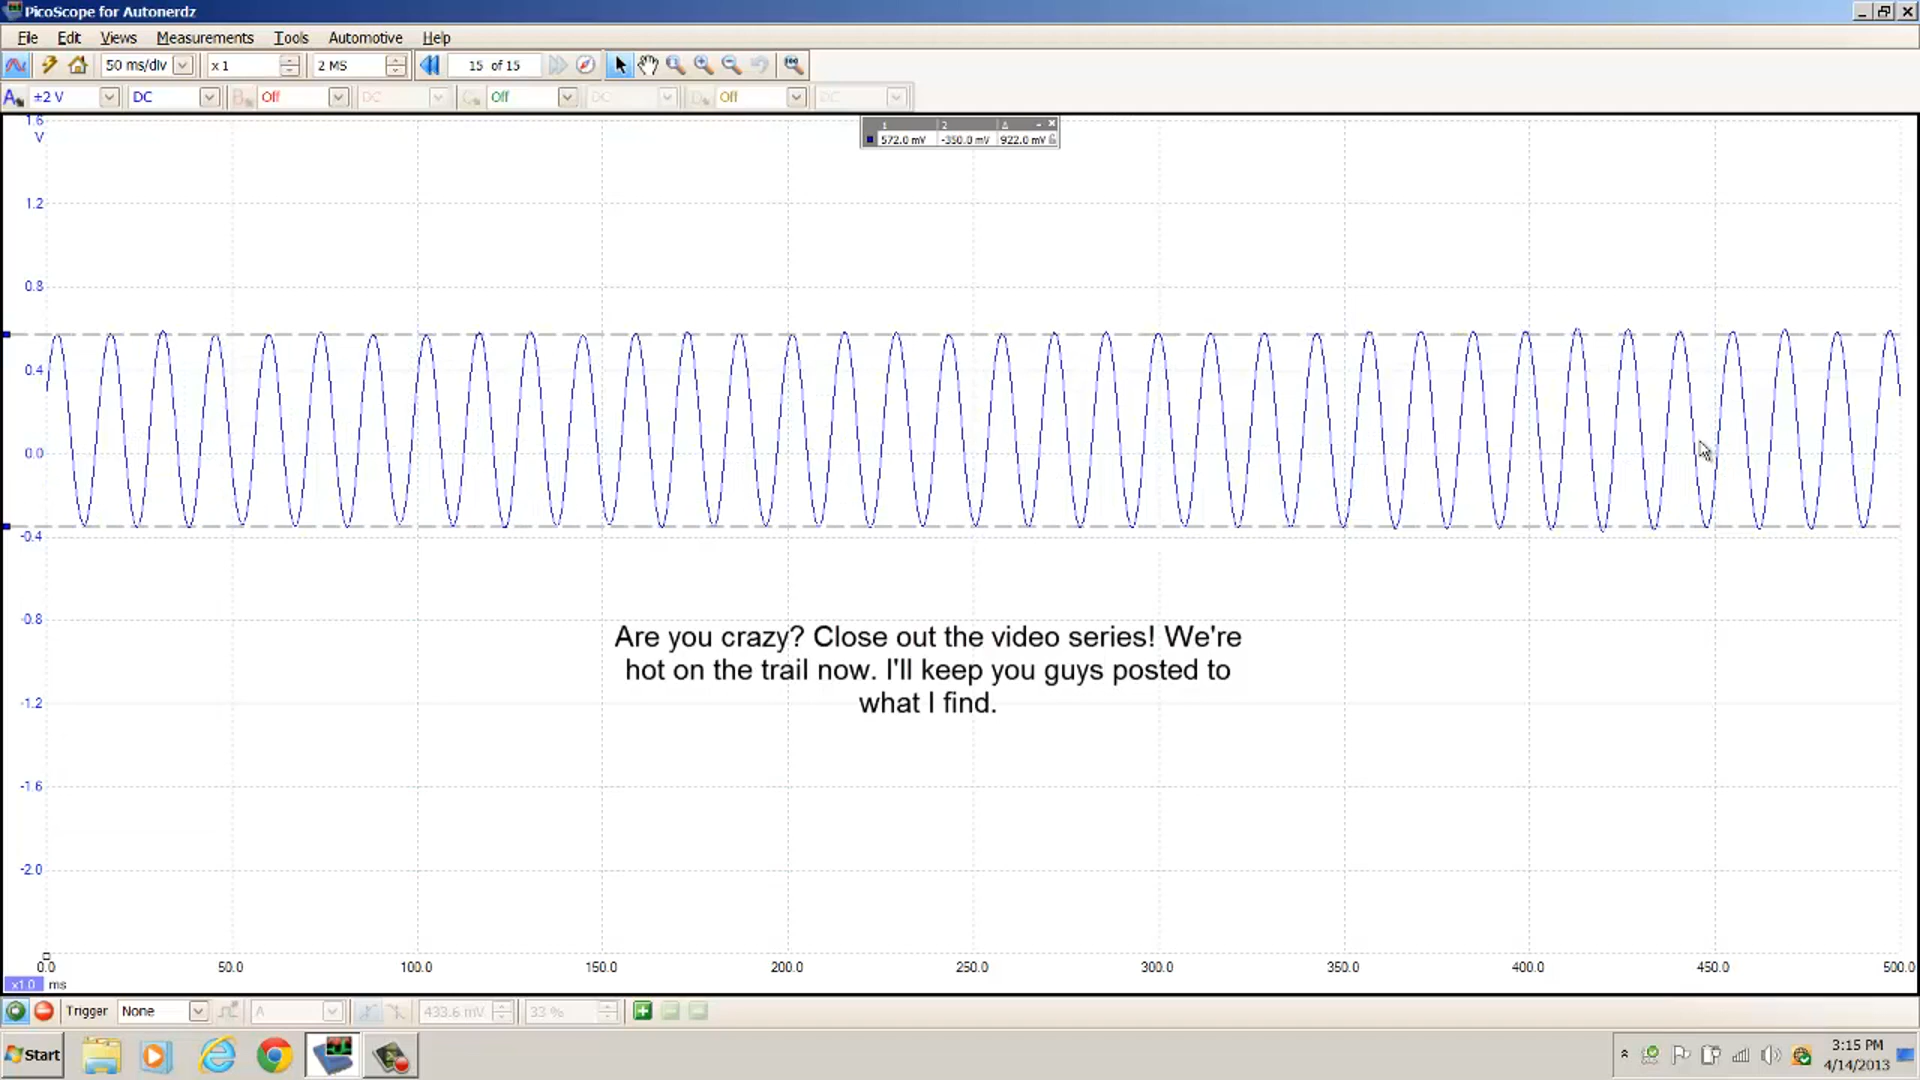 PicoScope for Autonerdz
File Edit Views Measurements Tools Automotive Help
50 ms/div x 1 2 MS 15 of 15
A ±2 V DC B Off DC C Off DC D Off DC
1 2 Δ
572.0 mV -350.0 mV 922.0 mV
1.6
V
1.2
0.8
0.4
0.0
-0.4
-0.8
-1.2
-1.6
-2.0
Are you crazy? Close out the video series! We're
hot on the trail now. I'll keep you guys posted to
what I find.
0.0 50.0 100.0 150.0 200.0 250.0 300.0 350.0 400.0 450.0 500.0
x1.0 ms
Trigger None A 433.6 mV 33 %
Start
3:15 PM
4/14/2013